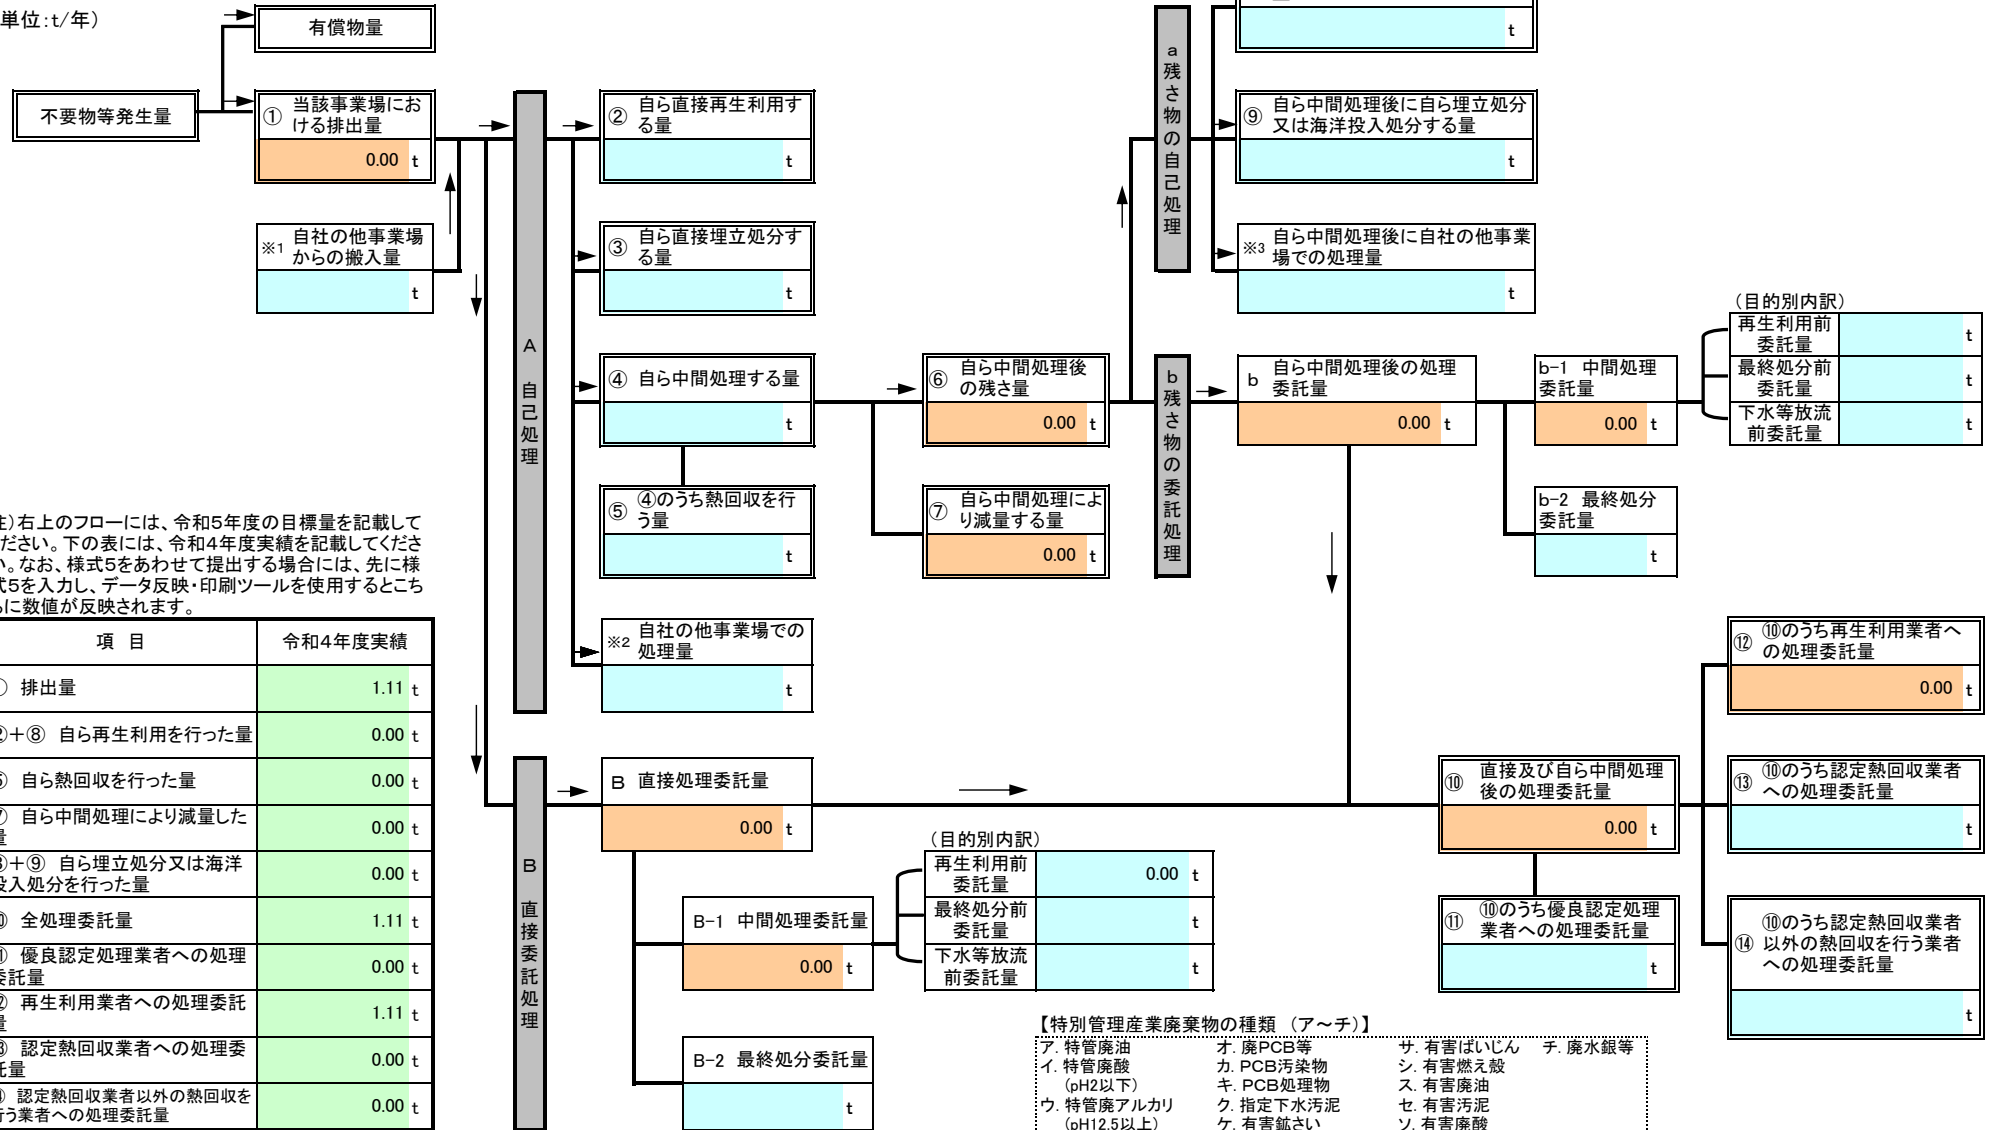 単位:t/年)
有償物量
不要物等発生量
① 当該事業場にお
ける排出量
0.00 t
※1 自社の他事業場
からの搬入量
t
A 自己処理
② 自ら直接再生利用す
る量
t
③ 自ら直接埋立処分す
る量
t
④ 自ら中間処理する量
t
⑤ ④のうち熱回収を行
う量
t
※2 自社の他事業場での
処理量
t
⑥ 自ら中間処理後
の残さ量
0.00 t
⑦ 自ら中間処理によ
り減量する量
0.00 t
a 残さ物の自己処理
t
⑨ 自ら中間処理後に自ら埋立処分
又は海洋投入処分する量
t
※3 自ら中間処理後に自社の他事業
場での処理量
t
b 残さ物の委託処理
b 自ら中間処理後の処理
委託量
0.00 t
b-1 中間処理
委託量
0.00 t
b-2 最終処分
委託量
t
(目的別内訳)
再生利用前
委託量
t
最終処分前
委託量
t
下水等放流
前委託量
t
)右上のフローには、令和5年度の目標量を記載して
ださい。下の表には、令和4年度実績を記載してくださ
。なお、様式5をあわせて提出する場合には、先に様
式5を入力し、データ反映・印刷ツールを使用するとこち
に数値が反映されます。
項 目 令和4年度実績
排出量 1.11 t
+⑧ 自ら再生利用を行った量 0.00 t
自ら熱回収を行った量 0.00 t
自ら中間処理により減量した
量 0.00 t
+⑨ 自ら埋立処分又は海洋
投入処分を行った量 0.00 t
全処理委託量 1.11 t
優良認定処理業者への処理
委託量 0.00 t
再生利用業者への処理委託
量 1.11 t
認定熱回収業者への処理委
託量 0.00 t
認定熱回収業者以外の熱回収を
行う業者への処理委託量 0.00 t
B 直接委託処理
B 直接処理委託量
0.00 t
B-1 中間処理委託量
0.00 t
B-2 最終処分委託量
t
(目的別内訳)
再生利用前
委託量
0.00 t
最終処分前
委託量
t
下水等放流
前委託量
t
⑩ 直接及び自ら中間処理
後の処理委託量
0.00 t
⑪ ⑩のうち優良認定処理
業者への処理委託量
t
⑫ ⑩のうち再生利用業者へ
の処理委託量
0.00 t
⑬ ⑩のうち認定熱回収業者
への処理委託量
t
⑭ ⑩のうち認定熱回収業者
以外の熱回収を行う業者
への処理委託量
t
【特別管理産業廃棄物の種類 (ア～チ)】
ア. 特管廃油 オ. 廃PCB等 サ. 有害ばいじん チ. 廃水銀等
イ. 特管廃酸 カ. PCB汚染物 シ. 有害燃え殻
(pH2以下) キ. PCB処理物 ス. 有害廃油
ウ. 特管廃アルカリ ク. 指定下水汚泥 セ. 有害汚泥
(pH12.5以上) ケ. 有害鉱さい ソ. 有害廃酸